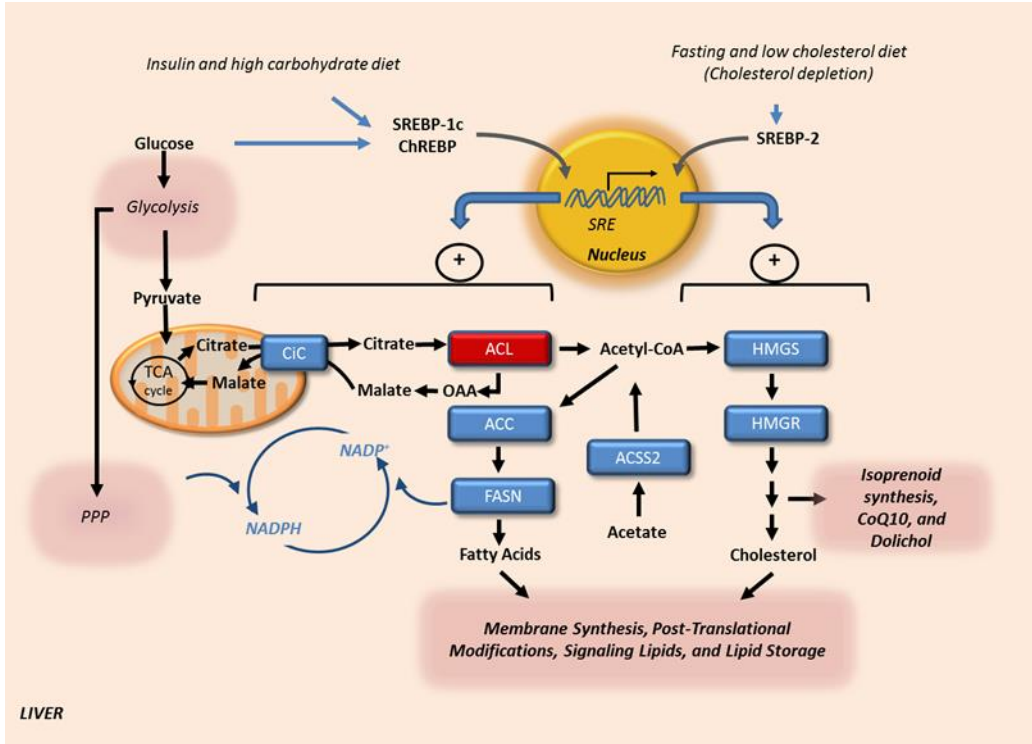 Insulin and high carbohydrate diet
Fasting and low cholesterol diet
(Cholesterol depletion)
SREBP-1c
ChREBP
SREBP-2
Glucose
Glycolysis
SRE
Nucleus
+
+
Pyruvate
Citrate
CiC
Citrate
ACL
Acetyl-CoA
HMGS
TCA
cycle
Malate
Malate
OAA
ACC
HMGR
NADP+
ACSS2
PPP
NADPH
FASN
Acetate
Isoprenoid
synthesis,
CoQ10, and
Dolichol
Fatty Acids
Cholesterol
Membrane Synthesis, Post-Translational
Modifications, Signaling Lipids, and Lipid Storage
LIVER